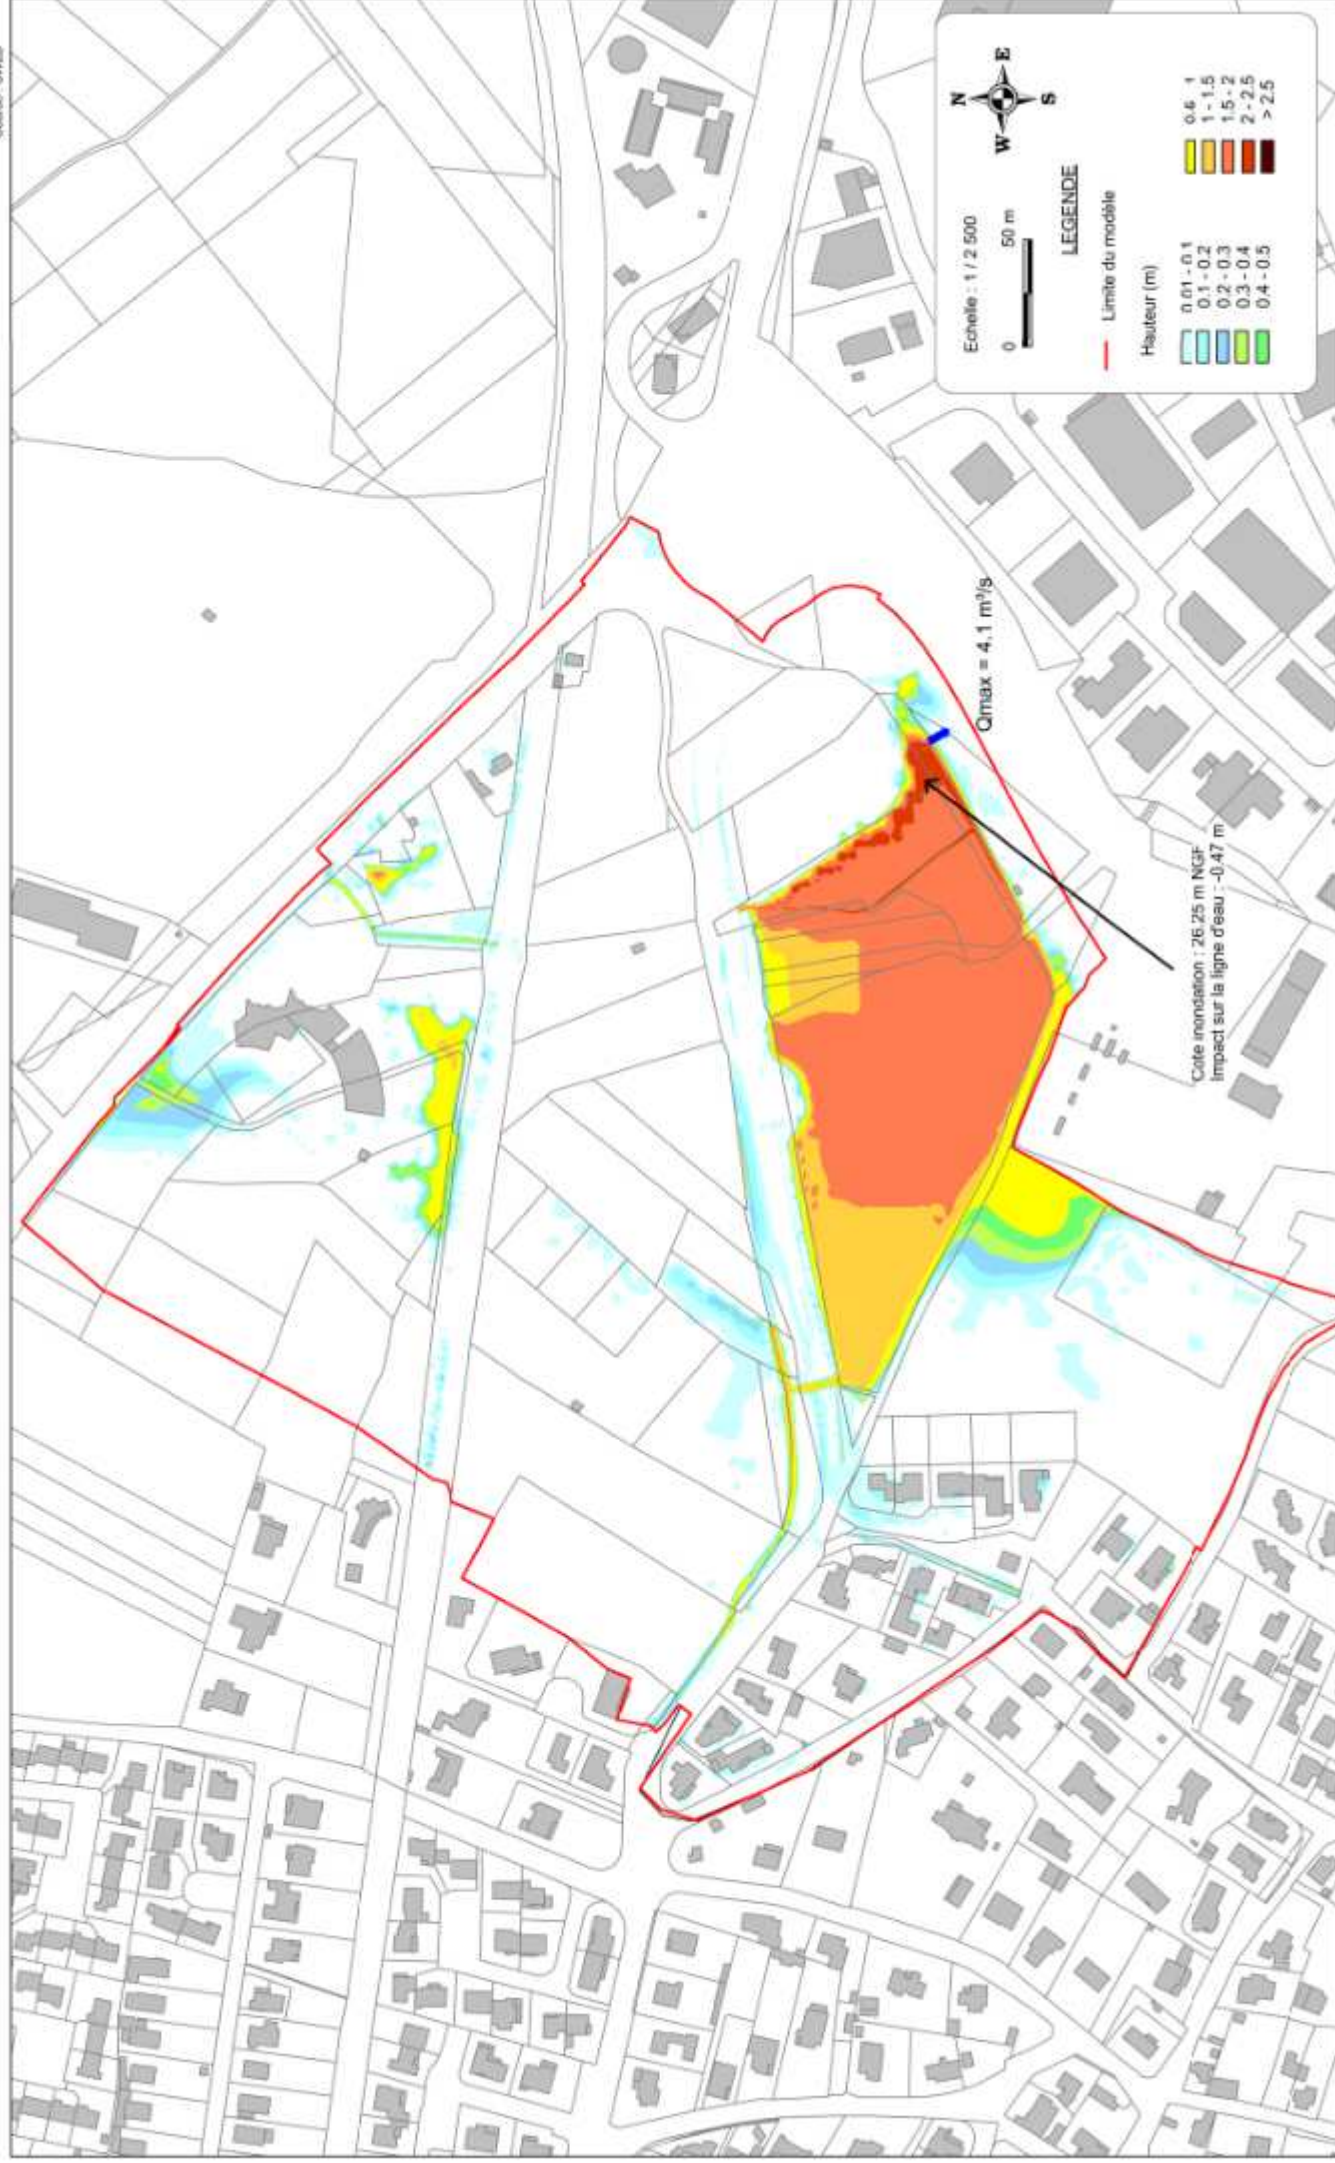 N
W E
S
Echelle : 1 / 2 500
0 50 m
LEGENDE
Limite du modèle
Hauteur (m)
0.01 - 0.1
0.1 - 0.2
0.2 - 0.3
0.3 - 0.4
0.4 - 0.5
0.6 1
1 - 1.5
1.5 - 2
2 - 2.5
> 2.5
Qmax = 4.1 m³/s
Cote inondation : 26.25 m NGF
Impact sur la ligne d'eau : -0.47 m